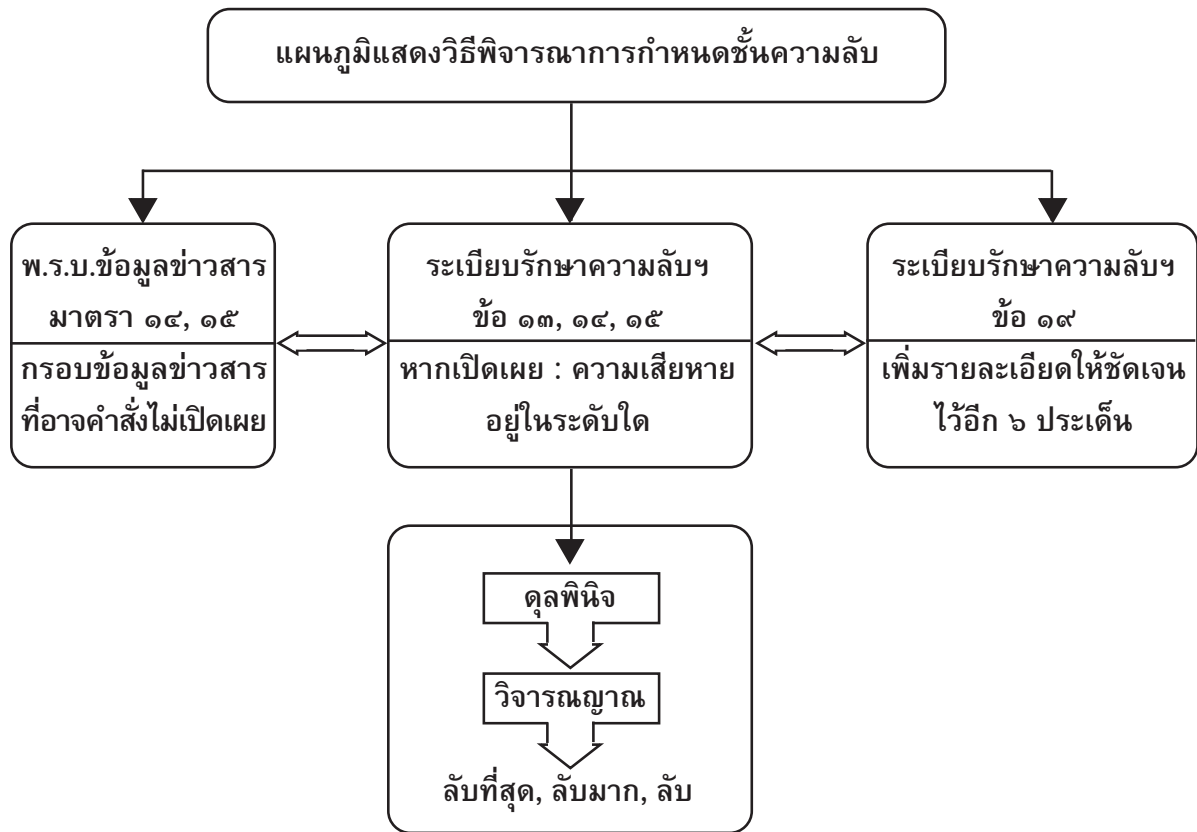 แผนภูมิแสดงวิธีพิจารณาการกำหนดชั้นความลับ
พ.ร.บ.ข้อมูลข่าวสาร
มาตรา ๑๔, ๑๕
กรอบข้อมูลข่าวสาร
ที่อาจคำสั่งไม่เปิดเผย
ระเบียบรักษาความลับฯ
ข้อ ๑๓, ๑๔, ๑๕
หากเปิดเผย : ความเสียหาย
อยู่ในระดับใด
ระเบียบรักษาความลับฯ
ข้อ ๑๙
เพิ่มรายละเอียดให้ชัดเจน
ไว้อีก ๖ ประเด็น
ดุลพินิจ
วิจารณญาณ
ลับที่สุด, ลับมาก, ลับ